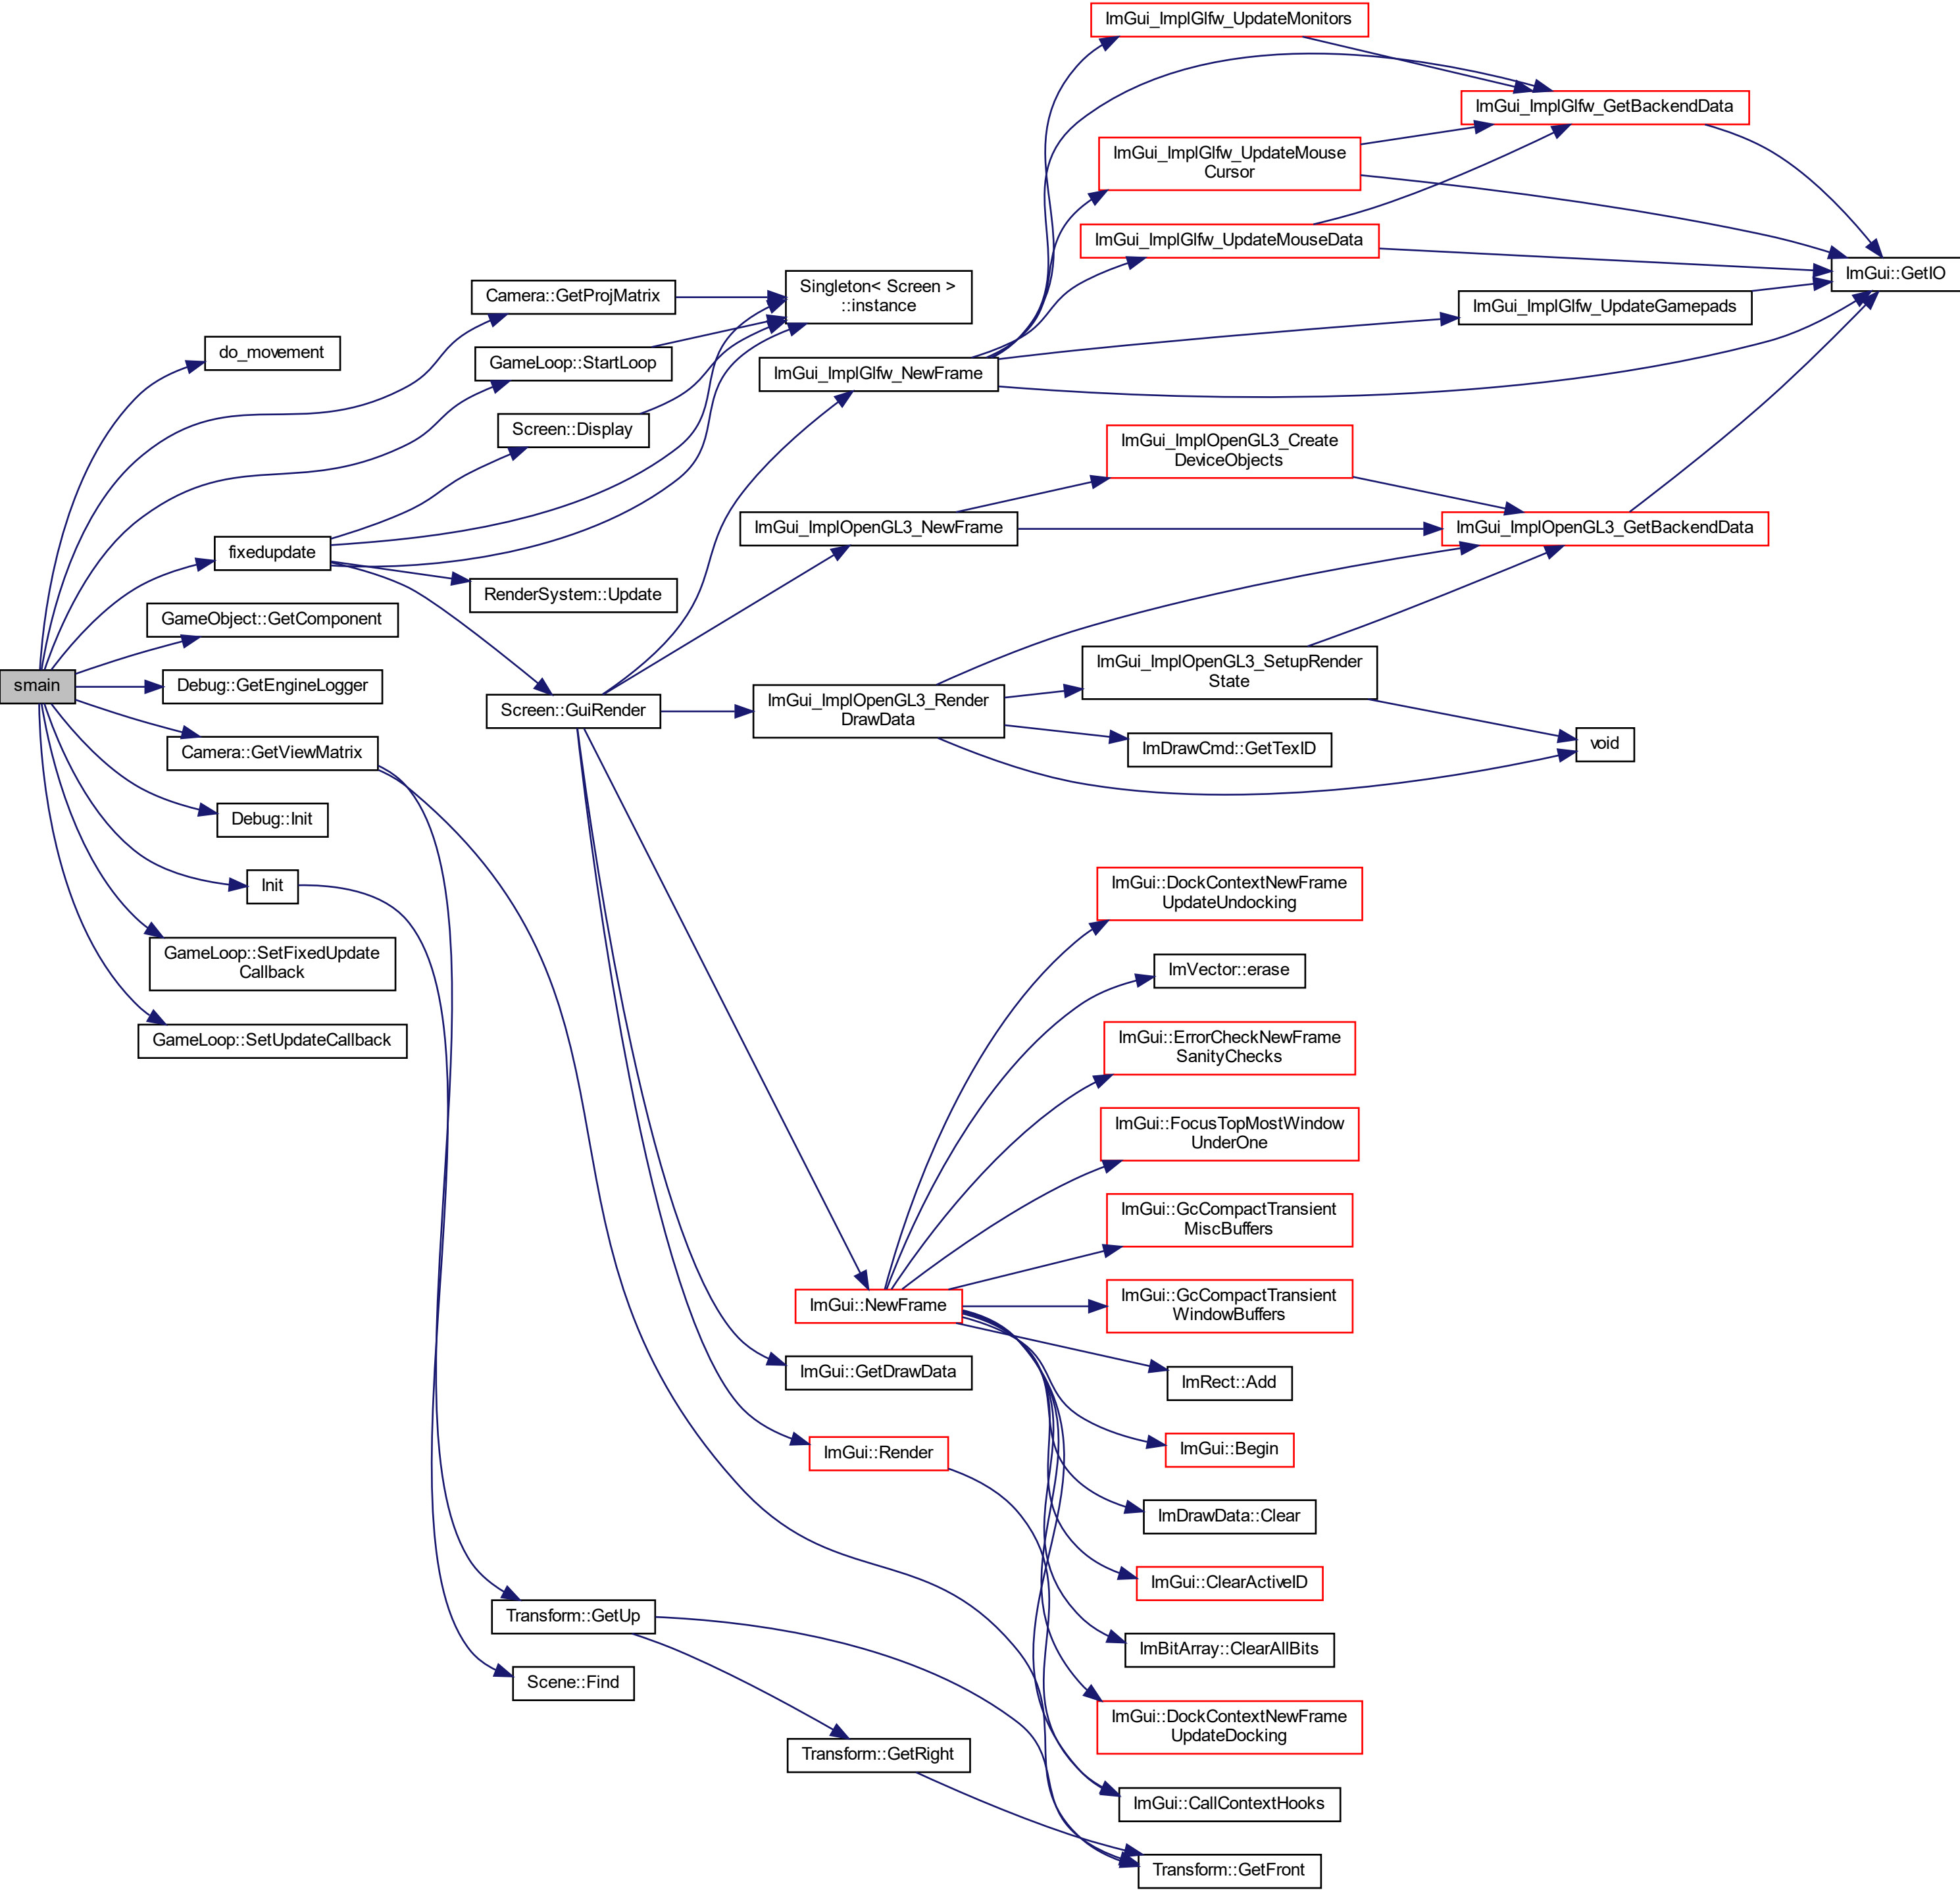 smain
do_movement
Camera::GetProjMatrix
GameLoop::StartLoop
fixedupdate
GameObject::GetComponent
Debug::GetEngineLogger
Camera::GetViewMatrix
Debug::Init
Init
GameLoop::SetFixedUpdate
Callback
GameLoop::SetUpdateCallback
Screen::Display
RenderSystem::Update
Screen::GuiRender
Transform::GetUp
Scene::Find
Singleton< Screen >
::instance
ImGui_ImplGlfw_NewFrame
ImGui_ImplOpenGL3_NewFrame
ImGui_ImplOpenGL3_Render
DrawData
ImGui::NewFrame
ImGui::GetDrawData
ImGui::Render
Transform::GetRight
ImGui_ImplGlfw_UpdateMonitors
ImGui_ImplGlfw_UpdateMouse
Cursor
ImGui_ImplGlfw_UpdateMouseData
ImGui_ImplOpenGL3_Create
DeviceObjects
ImGui_ImplOpenGL3_SetupRender
State
ImDrawCmd::GetTexID
ImGui::DockContextNewFrame
UpdateUndocking
ImVector::erase
ImGui::ErrorCheckNewFrame
SanityChecks
ImGui::FocusTopMostWindow
UnderOne
ImGui::GcCompactTransient
MiscBuffers
ImGui::GcCompactTransient
WindowBuffers
ImRect::Add
ImGui::Begin
ImDrawData::Clear
ImGui::ClearActiveID
ImBitArray::ClearAllBits
ImGui::DockContextNewFrame
UpdateDocking
ImGui::CallContextHooks
Transform::GetFront
ImGui_ImplGlfw_GetBackendData
ImGui_ImplGlfw_UpdateGamepads
ImGui_ImplOpenGL3_GetBackendData
void
ImGui::GetIO